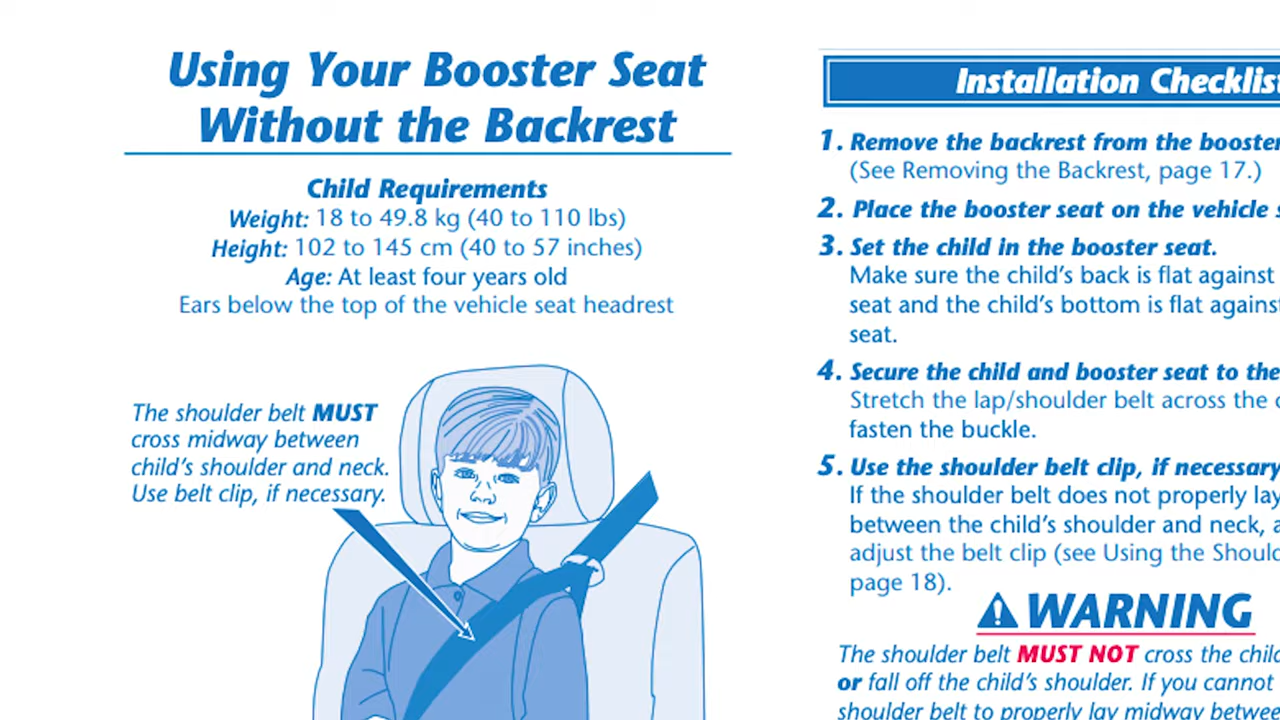 Using Your Booster Seat
Without the Backrest
Child Requirements
Weight: 18 to 49.8 kg (40 to 110 lbs)
Height: 102 to 145 cm (40 to 57 inches)
Age: At least four years old
Ears below the top of the vehicle seat headrest
The shoulder belt MUST
cross midway between
child's shoulder and neck.
Use belt clip, if necessary.
Installation Checklist
1. Remove the backrest from the booster
(See Removing the Backrest, page 17.)
2. Place the booster seat on the vehicle s
3. Set the child in the booster seat.
Make sure the child's back is flat against
seat and the child's bottom is flat against
seat.
4. Secure the child and booster seat to the
Stretch the lap/shoulder belt across the c
fasten the buckle.
5. Use the shoulder belt clip, if necessary
If the shoulder belt does not properly lay
between the child's shoulder and neck, a
adjust the belt clip (see Using the Should
page 18).
WARNING
The shoulder belt MUST NOT cross the child
or fall off the child's shoulder. If you cannot
shoulder belt to properly lay midway betwee